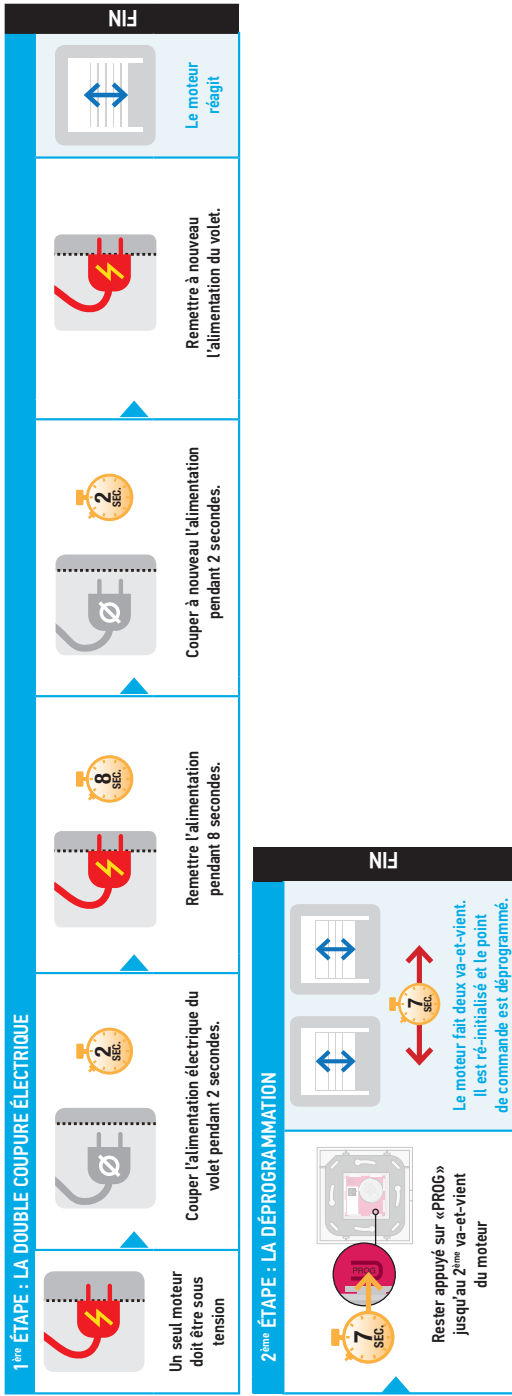 1ère ÉTAPE : LA DOUBLE COUPURE ÉLECTRIQUE
Un seul moteur
doit être sous
tension
2
SEC.
Couper l'alimentation électrique du
volet pendant 2 secondes.
8
SEC.
Remettre l'alimentation
pendant 8 secondes.
2
SEC.
Couper à nouveau l'alimentation
pendant 2 secondes.
Remettre à nouveau
l'alimentation du volet.
Le moteur
réagit
FIN
2ème ÉTAPE : LA DÉPROGRAMMATION
7
SEC.
PROG
Rester appuyé sur «PROG»
jusqu'au 2ème va-et-vient
du moteur
7
SEC.
Le moteur fait deux va-et-vient.
Il est ré-initialisé et le point
de commande est déprogrammé.
FIN